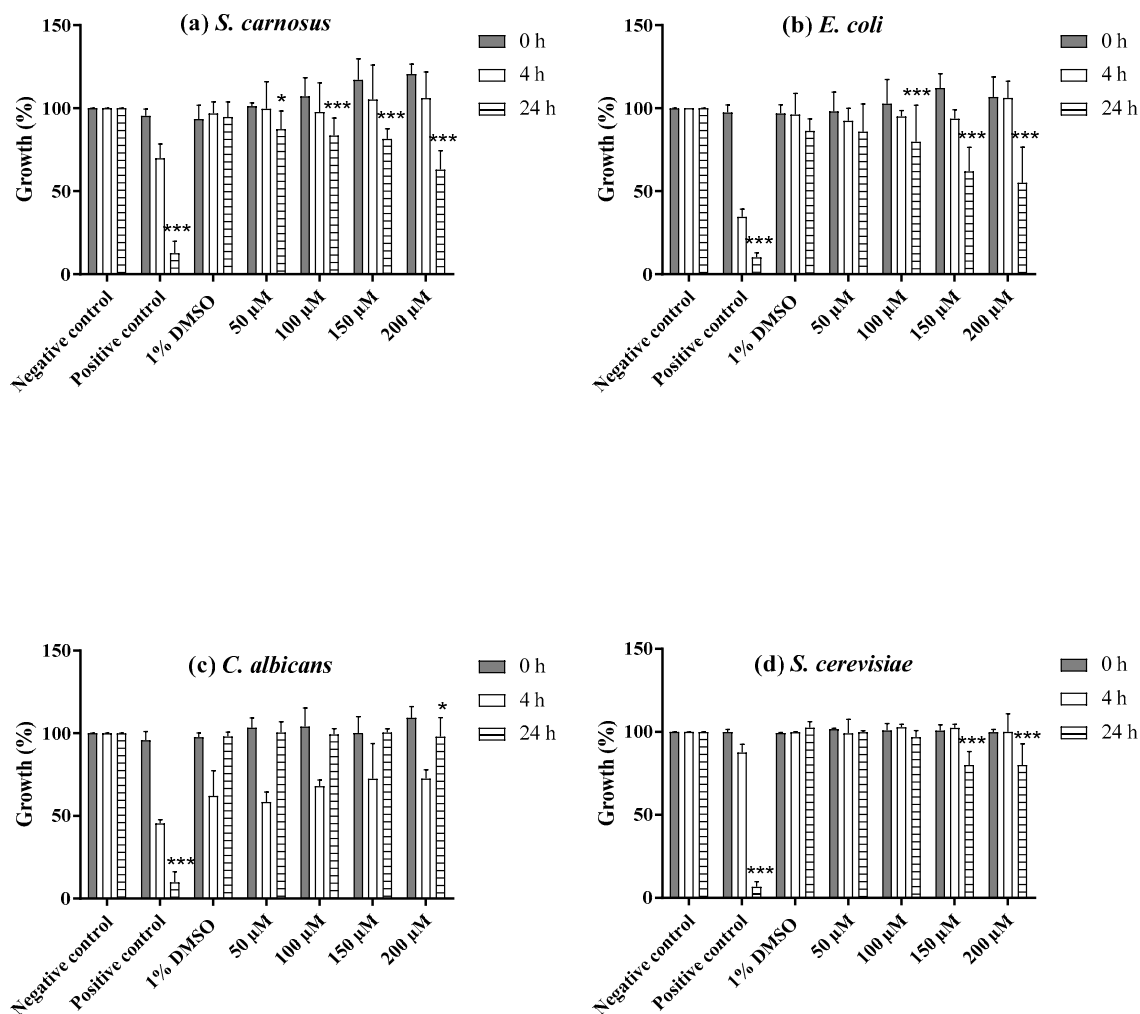 (a) S. carnosus
150
100
50
0
Growth (%)
***
*
***
***
***
Negative control
Positive control
1% DMSO
50 μM
100 μM
150 μM
200 μM
0 h
4 h
24 h
(b) E. coli
150
100
50
0
Growth (%)
***
***
***
***
Negative control
Positive control
1% DMSO
50 μM
100 μM
150 μM
200 μM
0 h
4 h
24 h
(c) C. albicans
150
100
50
0
Growth (%)
***
*
Negative control
Positive control
1% DMSO
50 μM
100 μM
150 μM
200 μM
0 h
4 h
24 h
(d) S. cerevisiae
150
100
50
0
Growth (%)
***
***
***
Negative control
Positive control
1% DMSO
50 μM
100 μM
150 μM
200 μM
0 h
4 h
24 h